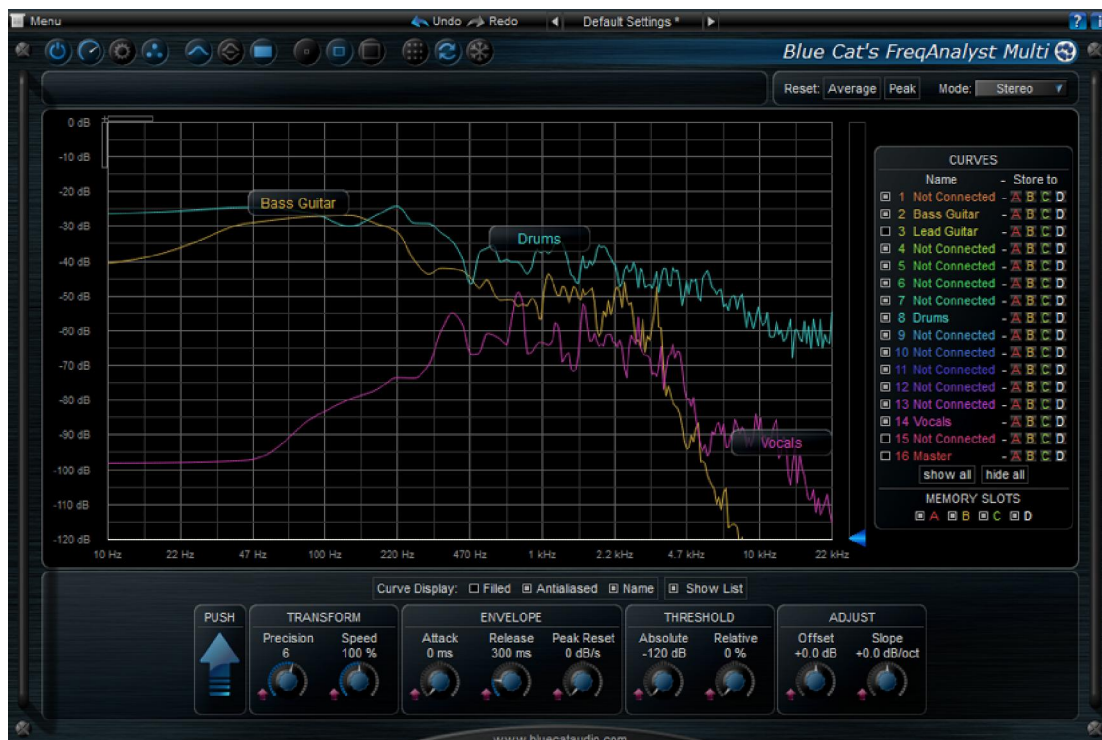 Menu Undo Redo Default Settings * ?
Blue Cat's FreqAnalyst Multi
Reset: Average Peak Mode: Stereo
0 dB
-10 dB
-20 dB
-30 dB
-40 dB
-50 dB
-60 dB
-70 dB
-80 dB
-90 dB
-100 dB
-110 dB
-120 dB
Bass Guitar
Drums
Vocals
10 Hz 22 Hz 47 Hz 100 Hz 220 Hz 470 Hz 1 kHz 2.2 kHz 4.7 kHz 10 kHz 22 kHz
CURVES
Name - Store to
1 Not Connected - A B C D
2 Bass Guitar - A B C D
3 Lead Guitar - A B C D
4 Not Connected - A B C D
5 Not Connected - A B C D
6 Not Connected - A B C D
7 Not Connected - A B C D
8 Drums - A B C D
9 Not Connected - A B C D
10 Not Connected - A B C D
11 Not Connected - A B C D
12 Not Connected - A B C D
13 Not Connected - A B C D
14 Vocals - A B C D
15 Not Connected - A B C D
16 Master - A B C D
show all hide all
MEMORY SLOTS
A B C D
Curve Display: Filled Antialiased Name Show List
PUSH TRANSFORM ENVELOPE THRESHOLD ADJUST
Precision Speed Attack Release Peak Reset Absolute Relative Offset Slope
6 100 % 0 ms 300 ms 0 dB/s -120 dB 0 % +0.0 dB +0.0 dB/oct
www.bluecataudio.com